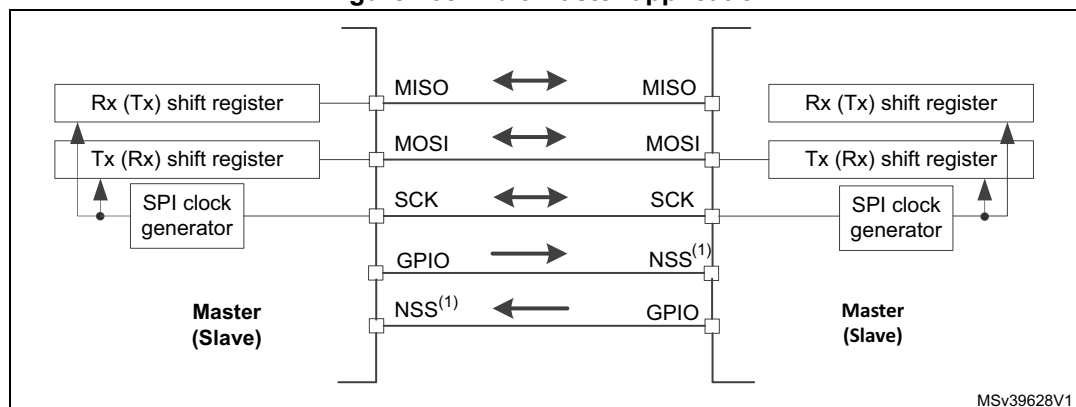 MISO
MISO
Rx (Tx) shift register
Rx (Tx) shift register
MOSI
MOSI
Tx (Rx) shift register
Tx (Rx) shift register
SPI clock
generator
SCK
SCK
SPI clock
generator
GPIO
NSS(1)
Master
(Slave)
NSS(1)
GPIO
Master
(Slave)
MSv39628V1